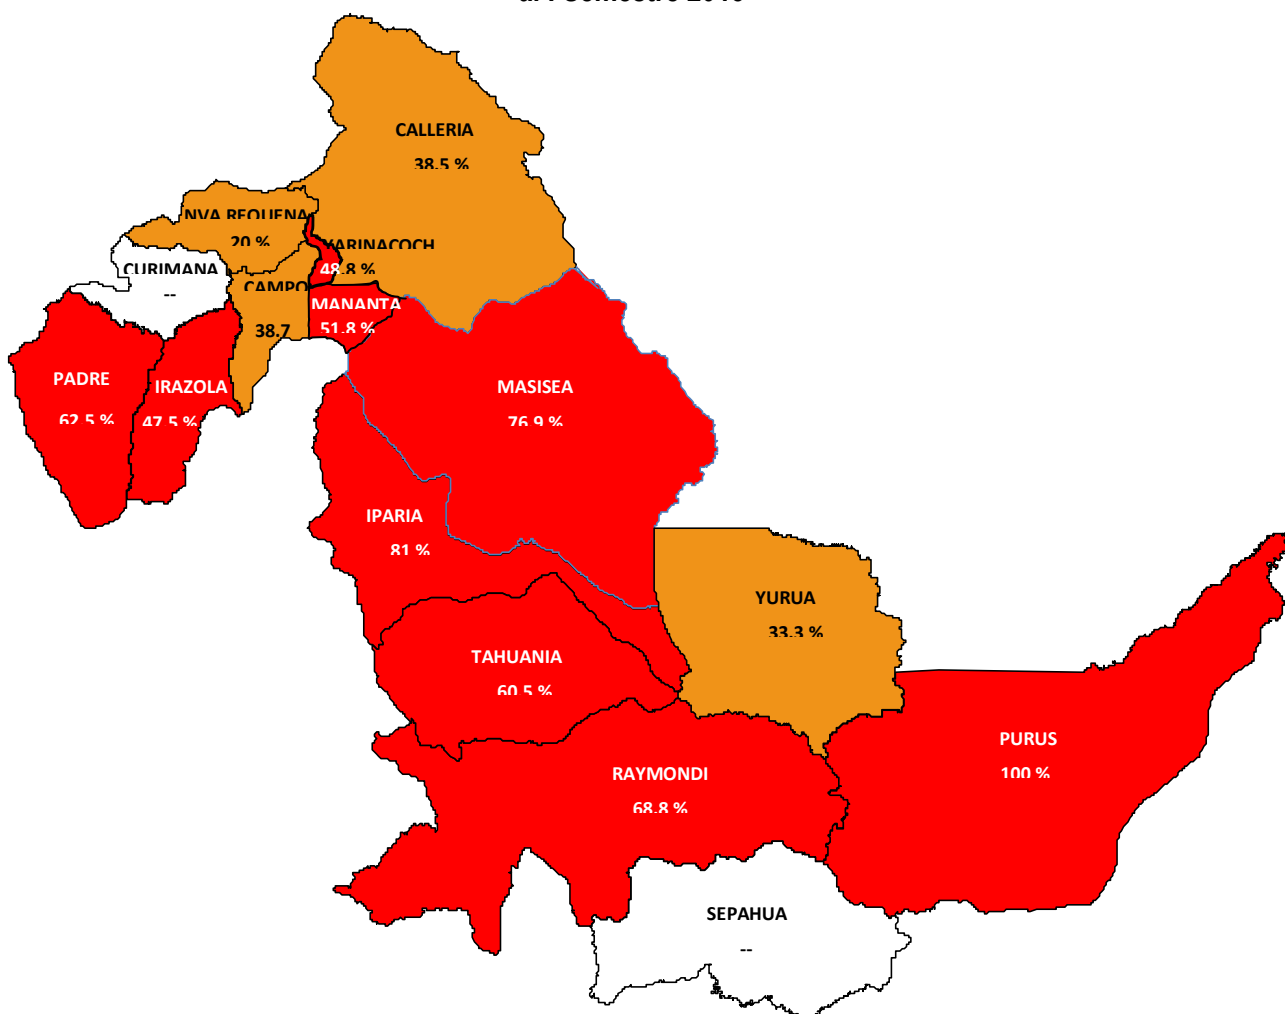 CALLERIA
38.5 %
NVA REQUENA
20 %
YARINACOCH
48.8 %
CURIMANA
--
CAMPO
38.7
MANANTA
51.8 %
PADRE
62.5 %
IRAZOLA
47.5 %
MASISEA
76.9 %
IPARIA
81 %
YURUA
33.3 %
TAHUANIA
60.5 %
PURUS
100 %
RAYMONDI
68.8 %
SEPAHUA
--